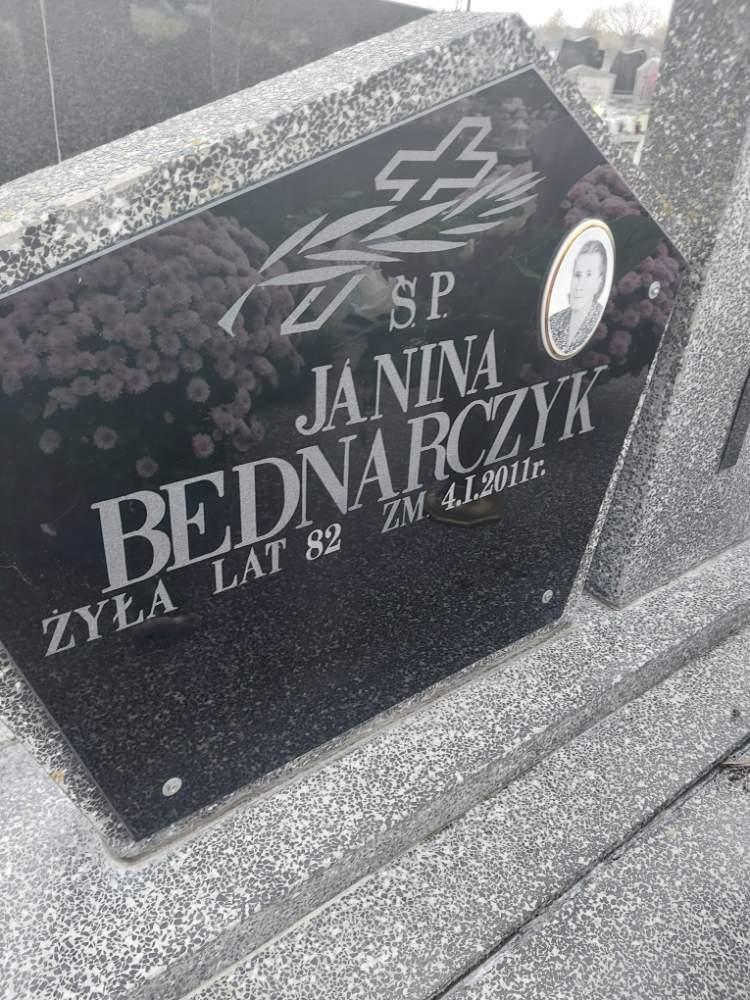 Ś.P.
JANINA
BEDNARCZYK
ŻYŁA LAT 82 ZM 4.I.2011r.